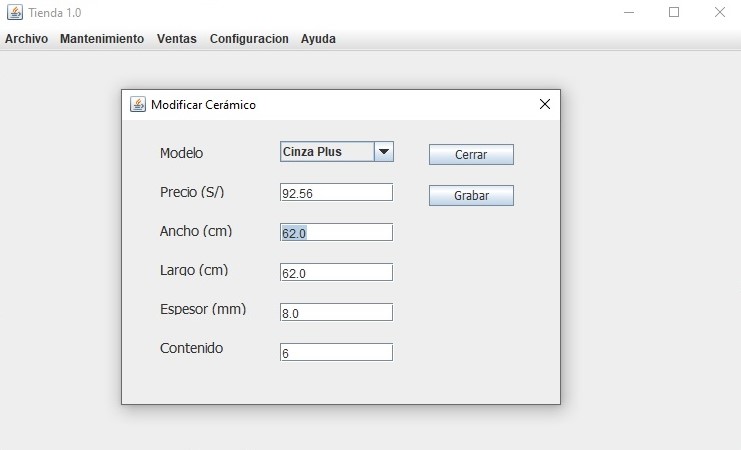 Tienda 1.0
Archivo Mantenimiento Ventas Configuracion Ayuda
Modificar Cerámico
Modelo Cinza Plus Cerrar
Precio (S/) 92.56 Grabar
Ancho (cm) 62.0
Largo (cm) 62.0
Espesor (mm) 8.0
Contenido 6